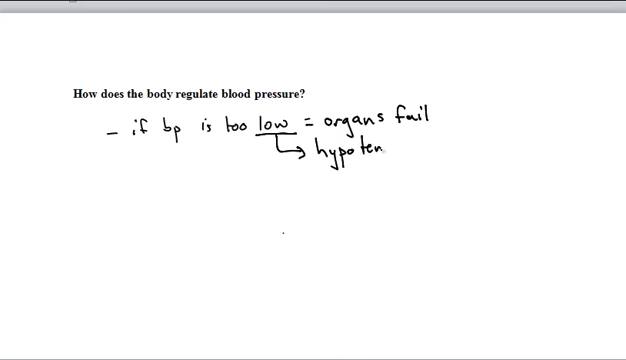 How does the body regulate blood pressure?
– if bp is too low = organs fail
hypoten